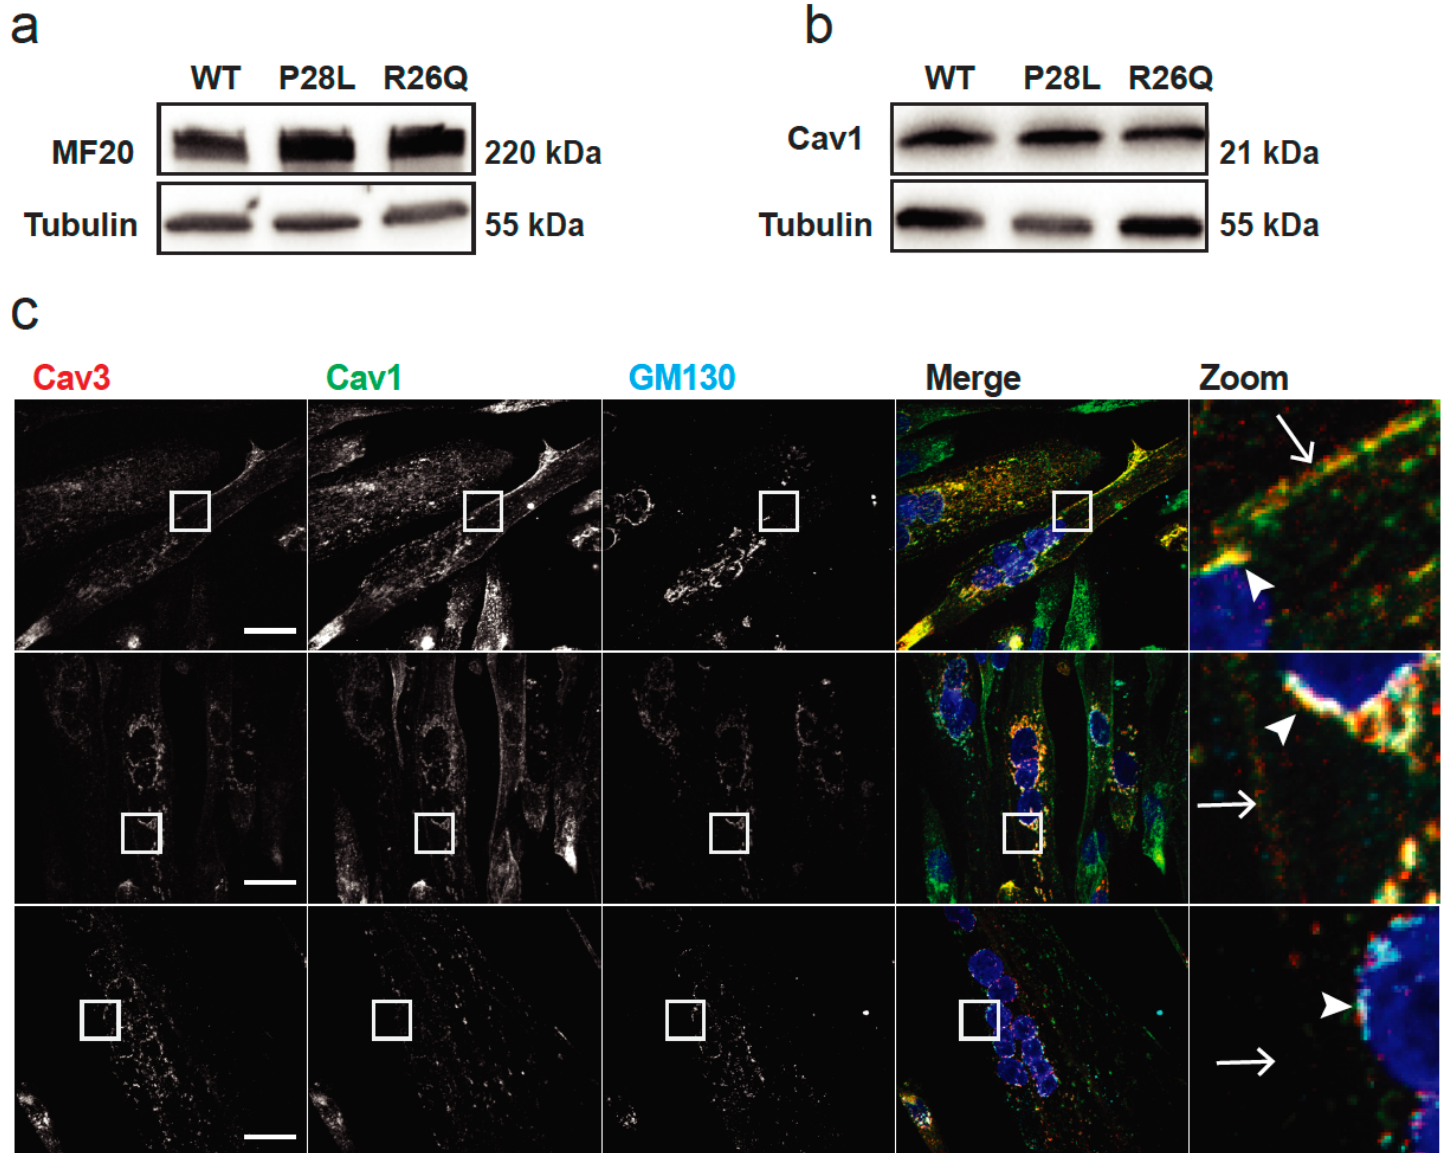 a
WT P28L R26Q
MF20 220 kDa
Tubulin 55 kDa
b
WT P28L R26Q
Cav1 21 kDa
Tubulin 55 kDa
c
Cav3 Cav1 GM130 Merge Zoom